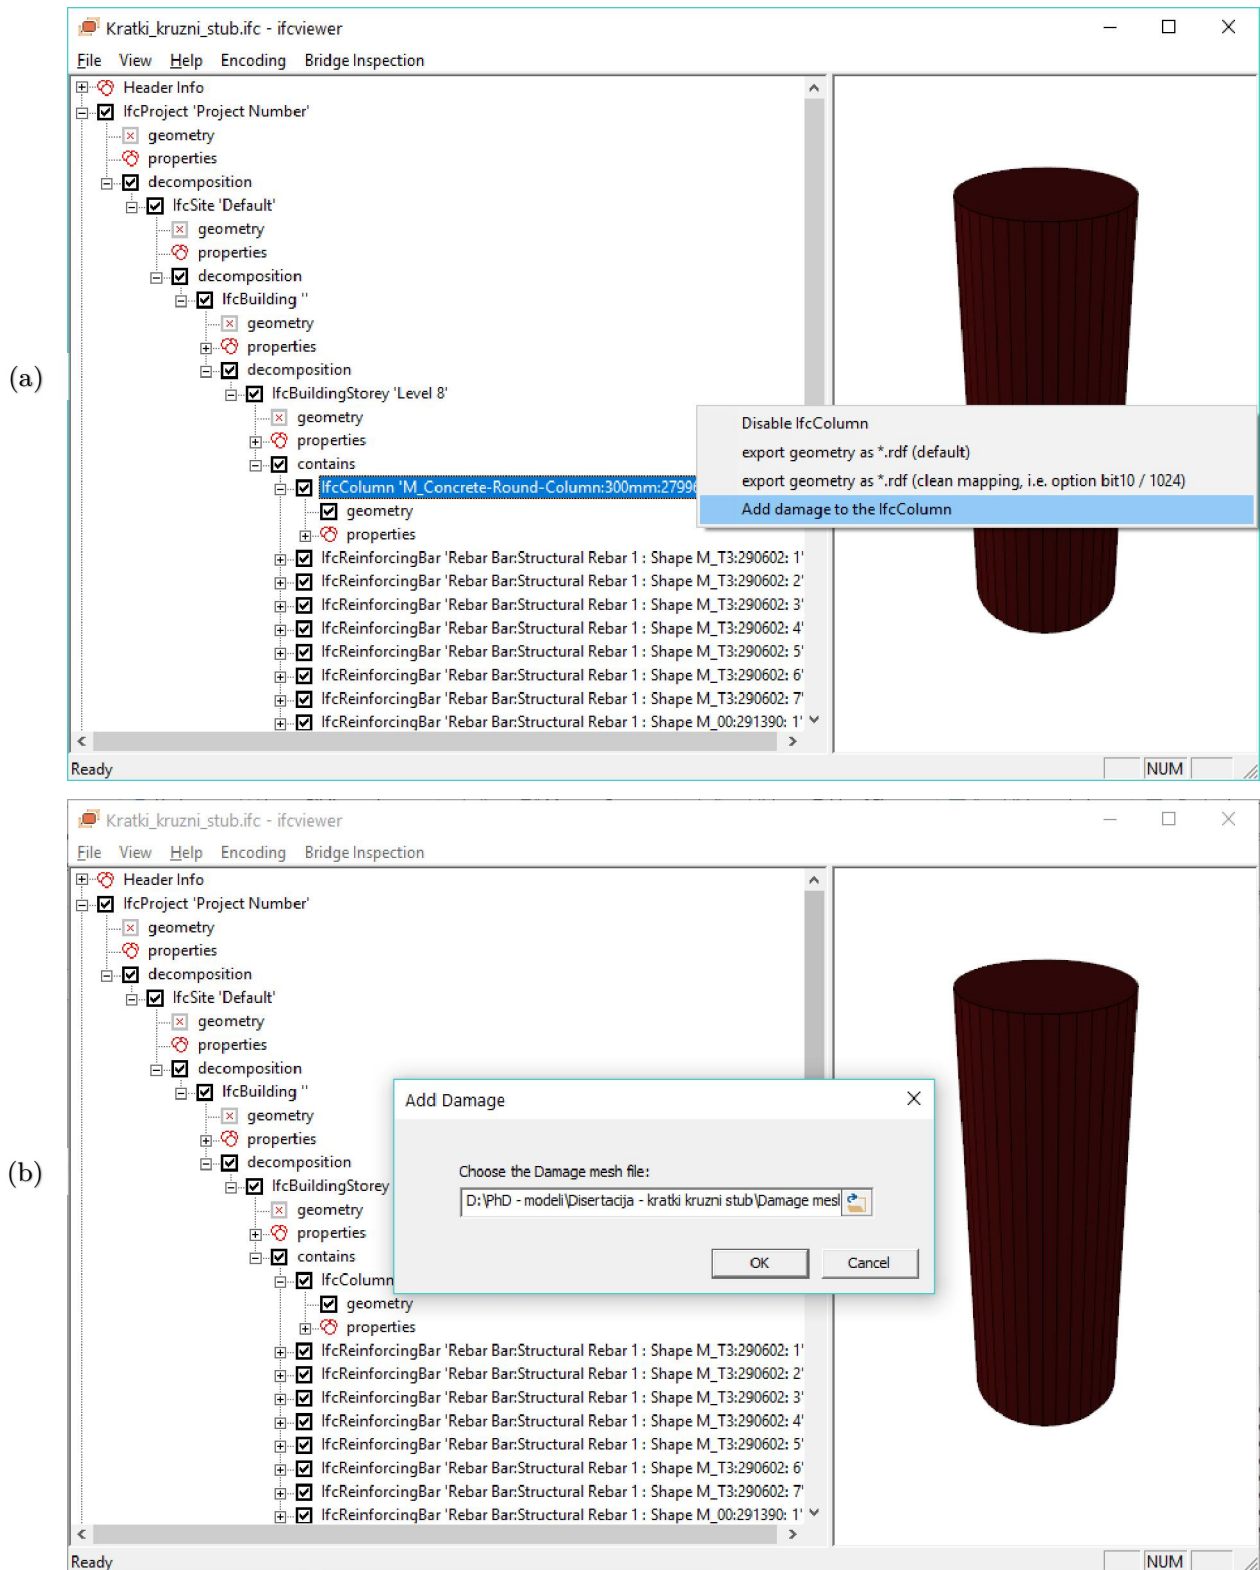 Kratki_kruzni_stub.ifc - ifcviewer
File View Help Encoding Bridge Inspection
Header Info
IfcProject 'Project Number'
geometry
properties
decomposition
IfcSite 'Default'
geometry
properties
decomposition
IfcBuilding ''
geometry
properties
decomposition
(a)
IfcBuildingStorey 'Level 8'
geometry
properties
contains
IfcColumn 'M_Concrete-Round-Column:300mm:2799
geometry
properties
Disable IfcColumn
export geometry as *.rdf (default)
export geometry as *.rdf (clean mapping, i.e. option bit10 / 1024)
Add damage to the IfcColumn
IfcReinforcingBar 'Rebar Bar:Structural Rebar 1 : Shape M_T3:290602: 1'
IfcReinforcingBar 'Rebar Bar:Structural Rebar 1 : Shape M_T3:290602: 2'
IfcReinforcingBar 'Rebar Bar:Structural Rebar 1 : Shape M_T3:290602: 3'
IfcReinforcingBar 'Rebar Bar:Structural Rebar 1 : Shape M_T3:290602: 4'
IfcReinforcingBar 'Rebar Bar:Structural Rebar 1 : Shape M_T3:290602: 5'
IfcReinforcingBar 'Rebar Bar:Structural Rebar 1 : Shape M_T3:290602: 6'
IfcReinforcingBar 'Rebar Bar:Structural Rebar 1 : Shape M_T3:290602: 7'
IfcReinforcingBar 'Rebar Bar:Structural Rebar 1 : Shape M_00:291390: 1'
Ready NUM
Kratki_kruzni_stub.ifc - ifcviewer
File View Help Encoding Bridge Inspection
Header Info
IfcProject 'Project Number'
geometry
properties
decomposition
IfcSite 'Default'
geometry
properties
decomposition
IfcBuilding ''
geometry
properties
decomposition
(b)
IfcBuildingStorey
geometry
properties
contains
IfcColumn
geometry
properties
Add Damage
Choose the Damage mesh file:
D:\PhD - modeli\Disertacija - kratki kruzni stub\Damage mesl
OK Cancel
IfcReinforcingBar 'Rebar Bar:Structural Rebar 1 : Shape M_T3:290602: 1'
IfcReinforcingBar 'Rebar Bar:Structural Rebar 1 : Shape M_T3:290602: 2'
IfcReinforcingBar 'Rebar Bar:Structural Rebar 1 : Shape M_T3:290602: 3'
IfcReinforcingBar 'Rebar Bar:Structural Rebar 1 : Shape M_T3:290602: 4'
IfcReinforcingBar 'Rebar Bar:Structural Rebar 1 : Shape M_T3:290602: 5'
IfcReinforcingBar 'Rebar Bar:Structural Rebar 1 : Shape M_T3:290602: 6'
IfcReinforcingBar 'Rebar Bar:Structural Rebar 1 : Shape M_T3:290602: 7'
IfcReinforcingBar 'Rebar Bar:Structural Rebar 1 : Shape M_00:291390: 1'
Ready NUM